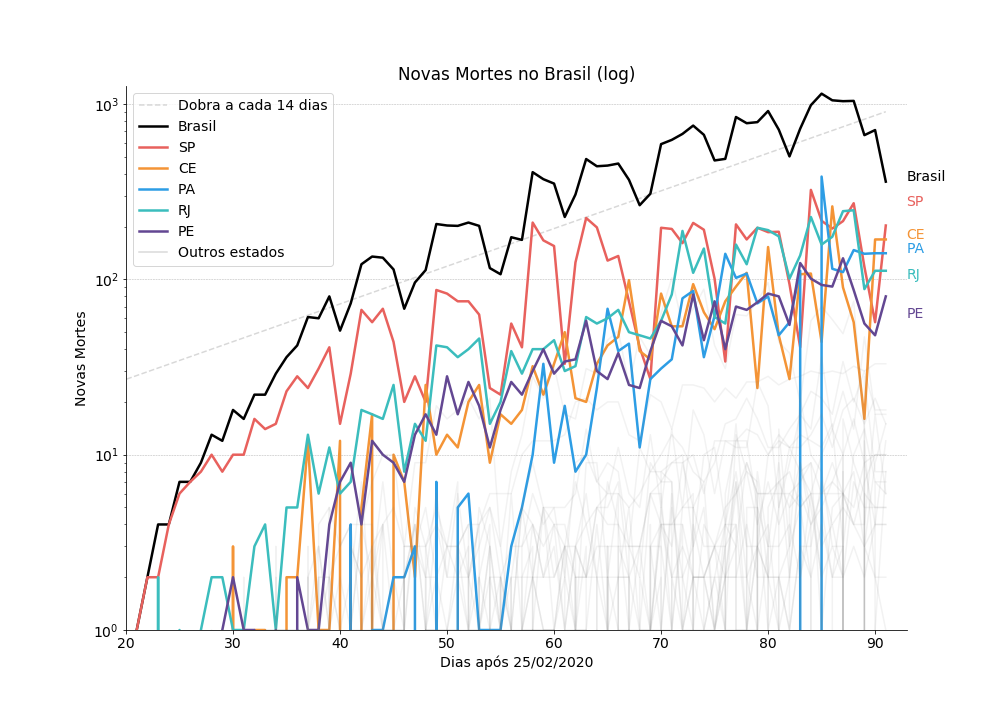 Novas Mortes no Brasil (log)
Dobra a cada 14 dias
Brasil
SP
CE
PA
RJ
PE
Outros estados
10³
10²
10¹
10⁰
Novas Mortes
20 30 40 50 60 70 80 90
Dias após 25/02/2020
Brasil
SP
CE
PA
RJ
PE